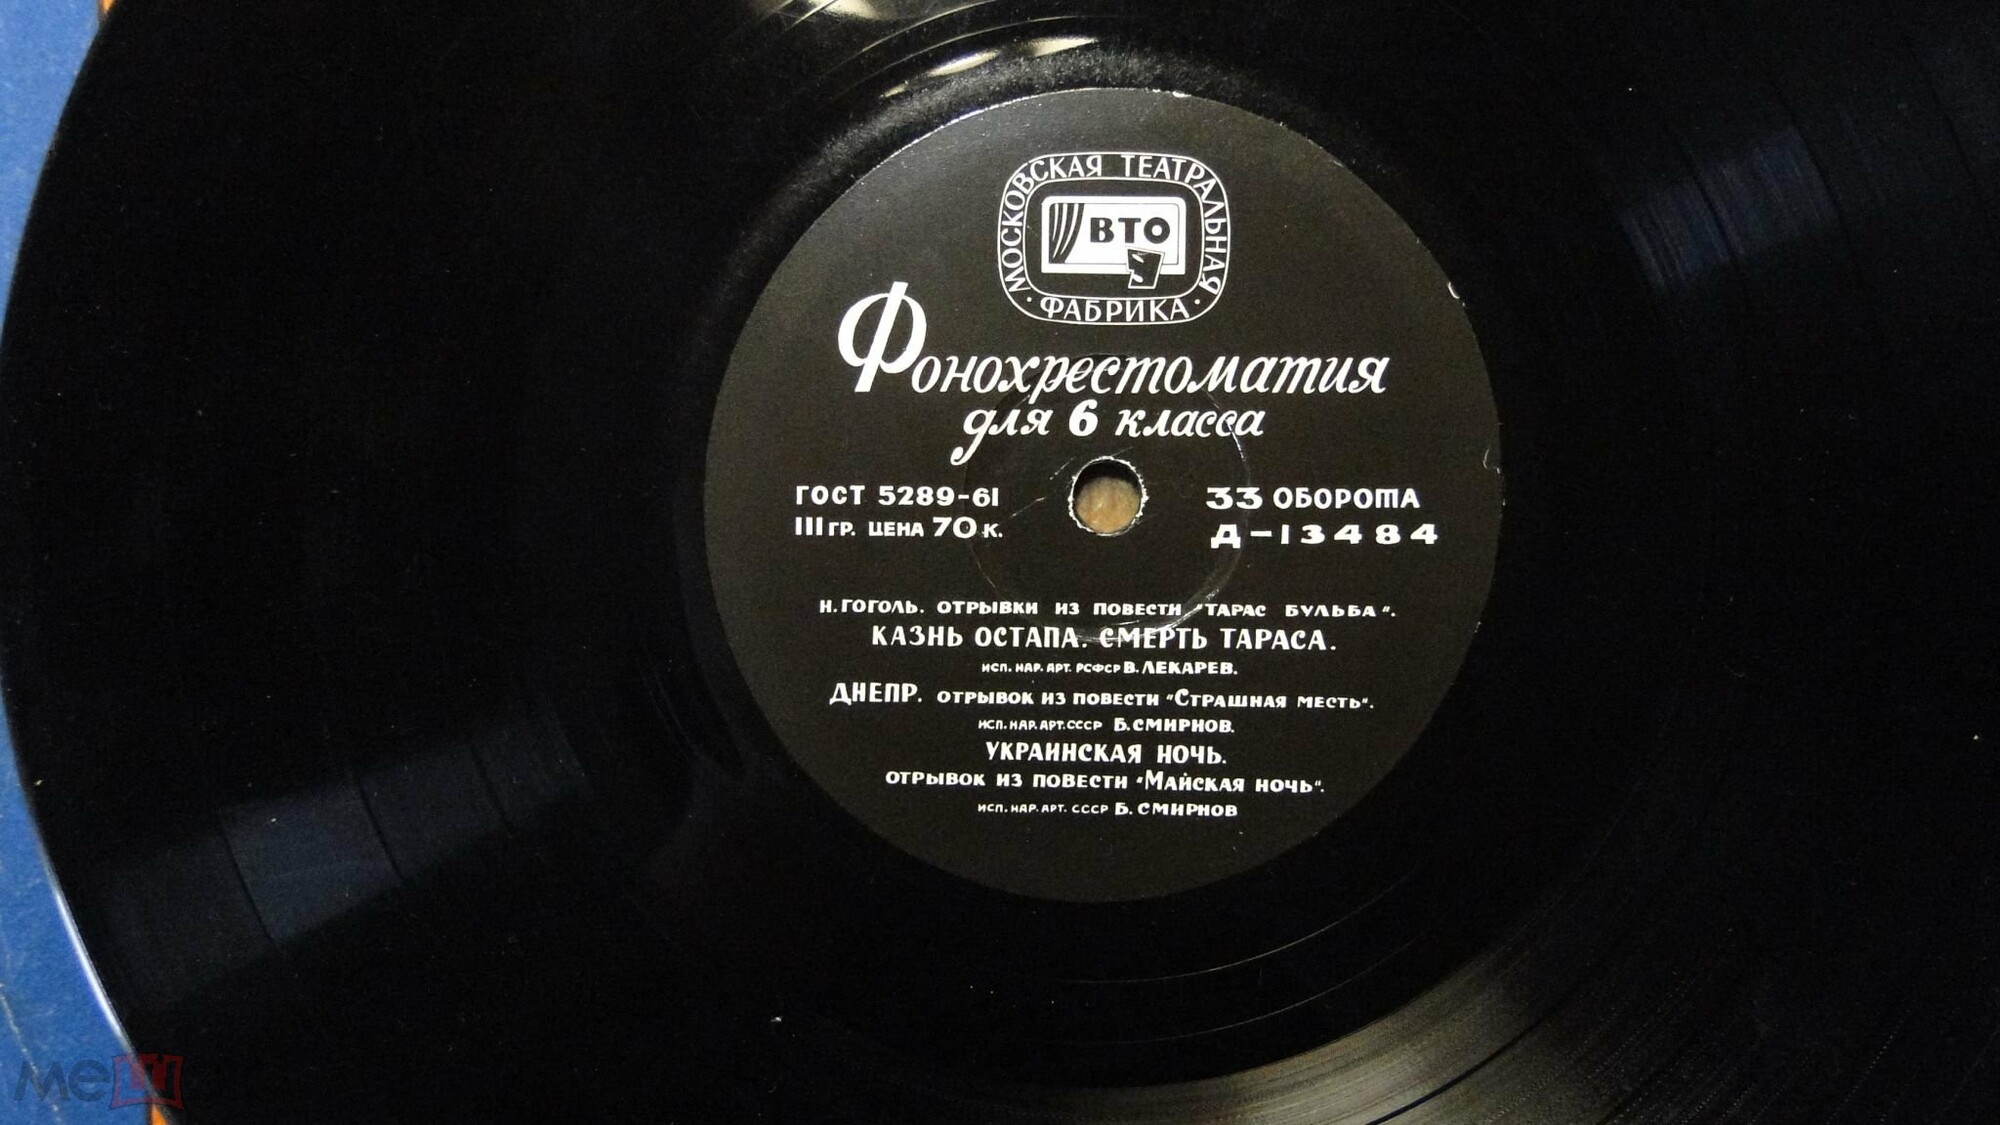 МОСКОВСКАЯ ТЕАТРАЛЬНАЯ
· ФАБРИКА ·
ВТО
Фонохрестоматия
для 6 класса
ГОСТ 5289-61
III ГР. ЦЕНА 70 К.
33 ОБОРОТА
Д-13484
Н. ГОГОЛЬ. ОТРЫВКИ ИЗ ПОВЕСТИ "ТАРАС БУЛЬБА".
КАЗНЬ ОСТАПА. СМЕРТЬ ТАРАСА.
ИСП. НАР. АРТ. РСФСР В. ЛЕКАРЕВ.
ДНЕПР. ОТРЫВОК ИЗ ПОВЕСТИ "СТРАШНАЯ МЕСТЬ".
ИСП. НАР. АРТ. СССР Б. СМИРНОВ.
УКРАИНСКАЯ НОЧЬ.
ОТРЫВОК ИЗ ПОВЕСТИ "МАЙСКАЯ НОЧЬ".
ИСП. НАР. АРТ. СССР Б. СМИРНОВ